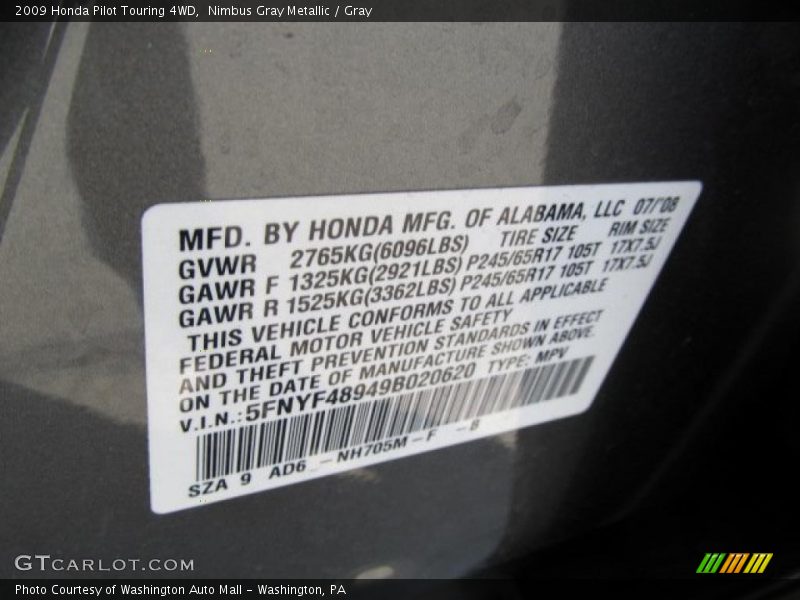 2009 Honda Pilot Touring 4WD,  Nimbus Gray Metallic / Gray
MFD. BY HONDA MFG. OF ALABAMA, LLC 07/'08
GVWR 2765KG(6096LBS) TIRE SIZE RIM SIZE
GAWR F 1325KG(2921LBS) P245/65R17 105T 17X7.5J
GAWR R 1525KG(3362LBS) P245/65R17 105T 17X7.5J
THIS VEHICLE CONFORMS TO ALL APPLICABLE
FEDERAL MOTOR VEHICLE SAFETY
AND THEFT PREVENTION STANDARDS IN EFFECT
ON THE DATE OF MANUFACTURE SHOWN ABOVE.
V.I.N.:5FNYF48949B020620 TYPE: MPV
SZA 9 AD6 -NH705M-F -B
GTCARLOT.COM
Photo Courtesy of Washington Auto Mall - Washington, PA